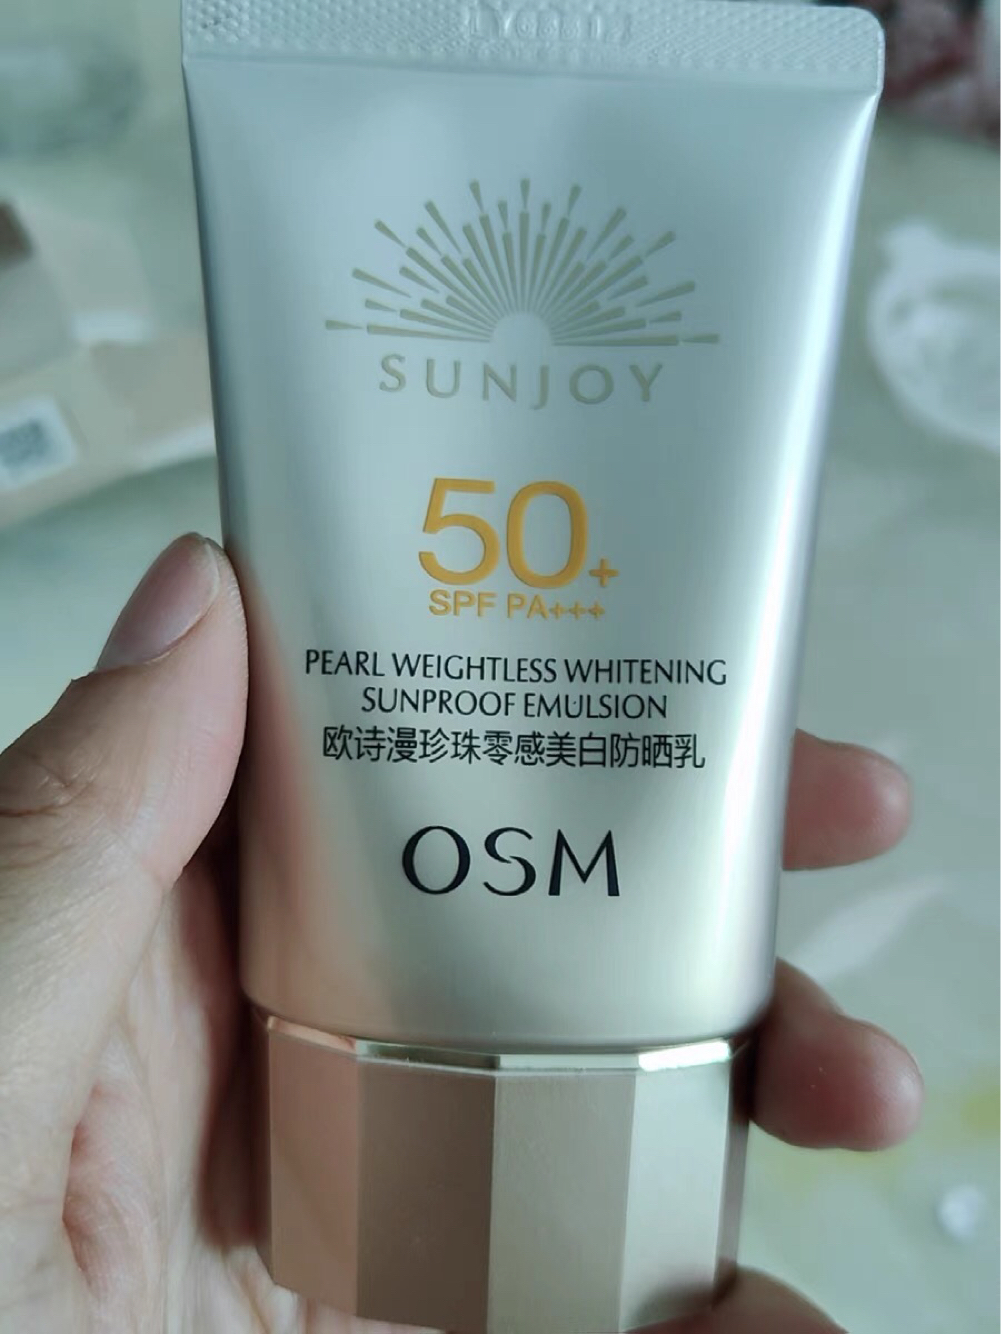 SUNJOY
50+
SPF PA+++
PEARL WEIGHTLESS WHITENING
SUNPROOF EMULSION
欧诗漫珍珠零感美白防晒乳
OSM